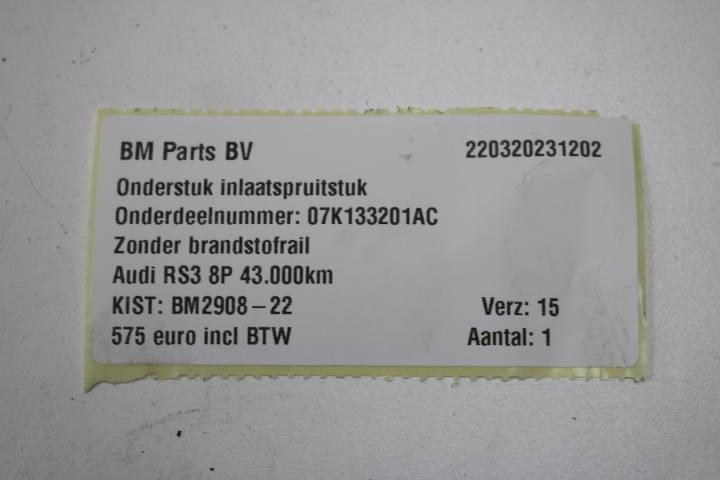 BM Parts BV 220320231202
Onderstuk inlaatspruitstuk
Onderdeelnummer: 07K133201AC
Zonder brandstofrail
Audi RS3 8P 43.000km
KIST: BM2908-22 Verz: 15
575 euro incl BTW Aantal: 1